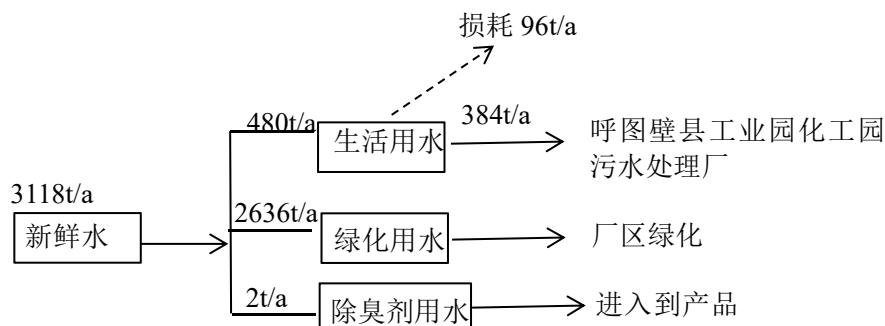 损耗 96t/a
480t/a
生活用水
384t/a
呼图壁县工业园化工园
污水处理厂
3118t/a
新鲜水
2636t/a
绿化用水
厂区绿化
2t/a
除臭剂用水
进入到产品